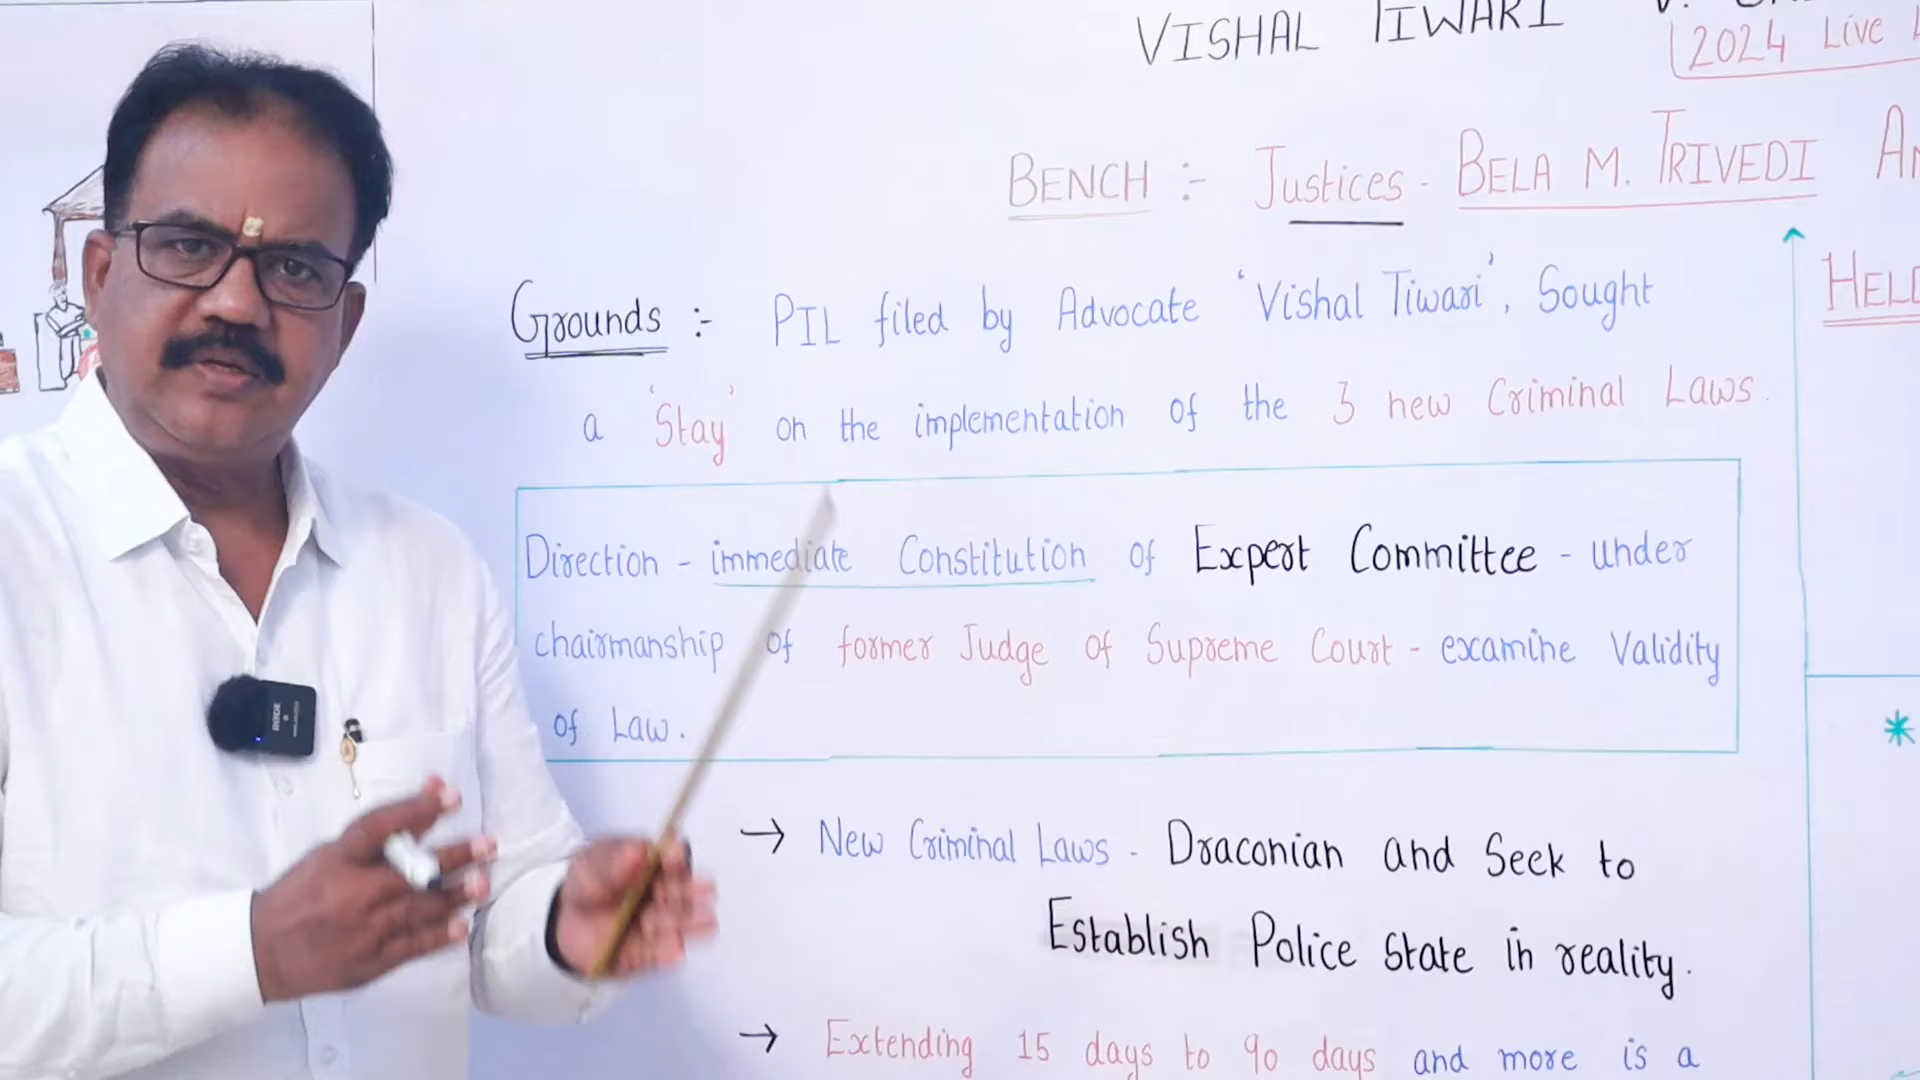 VISHAL TIWARI V.
2024 Live
BENCH :- Justices - BELA M. TRIVEDI
HELD
Grounds :- PIL filed by Advocate 'Vishal Tiwari', Sought
a 'Stay' on the implementation of the 3 new Criminal Laws.
Direction - immediate Constitution of Expert Committee - under
chairmanship of former Judge of Supreme Court - examine Validity
of Law.
*
→ New Criminal Laws - Draconian and Seek to
Establish Police State in reality.
→ Extending 15 days to 90 days and more is a
RODE